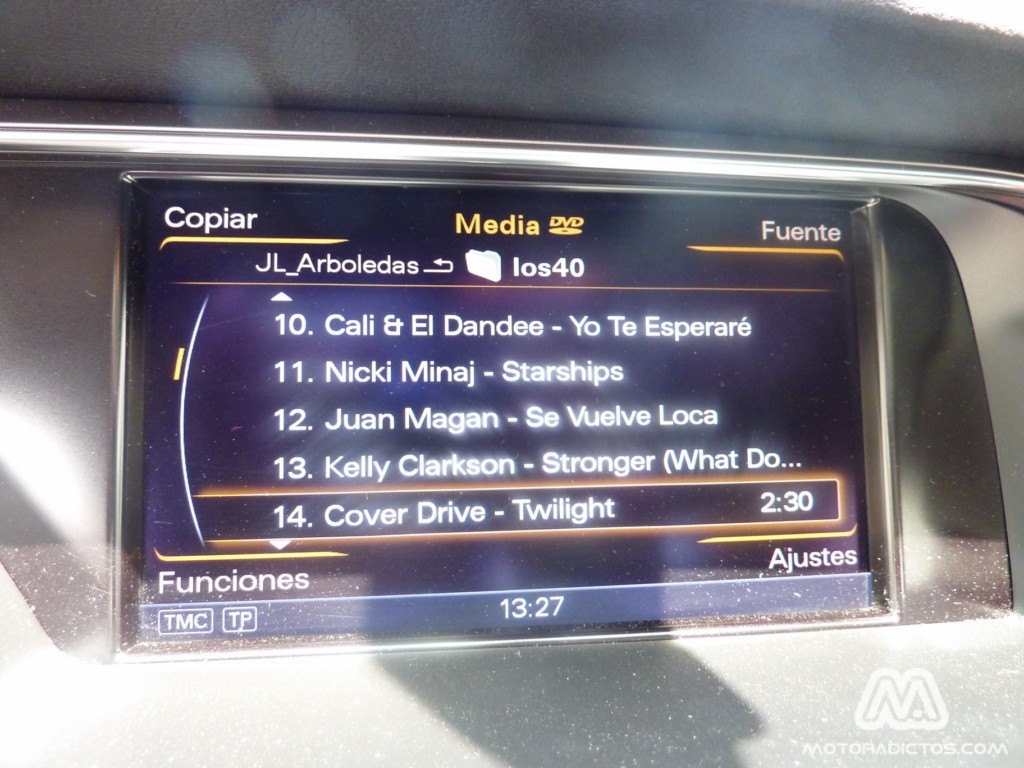 Copiar
Media DVD
Fuente
JL_Arboledas los40
10. Cali & El Dandee - Yo Te Esperaré
11. Nicki Minaj - Starships
12. Juan Magan - Se Vuelve Loca
13. Kelly Clarkson - Stronger (What Do...
14. Cover Drive - Twilight 2:30
Funciones
Ajustes
TMC TP 13:27
MOTORADICTOS.COM